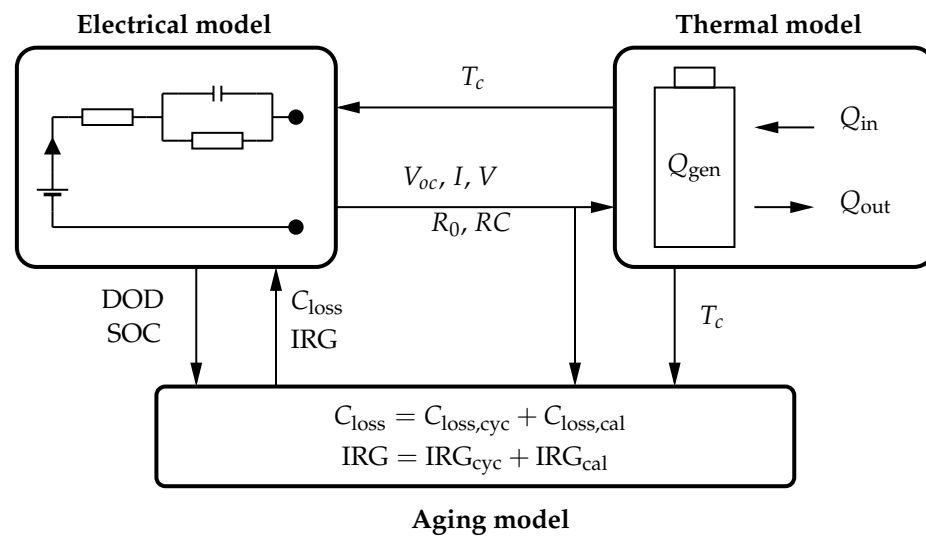 Electrical model
Thermal model
T_c
V_oc, I, V
R_0, RC
Q_gen
Q_in
Q_out
DOD
SOC
C_loss
IRG
T_c
C_loss = C_loss,cyc + C_loss,cal
IRG = IRG_cyc + IRG_cal
Aging model